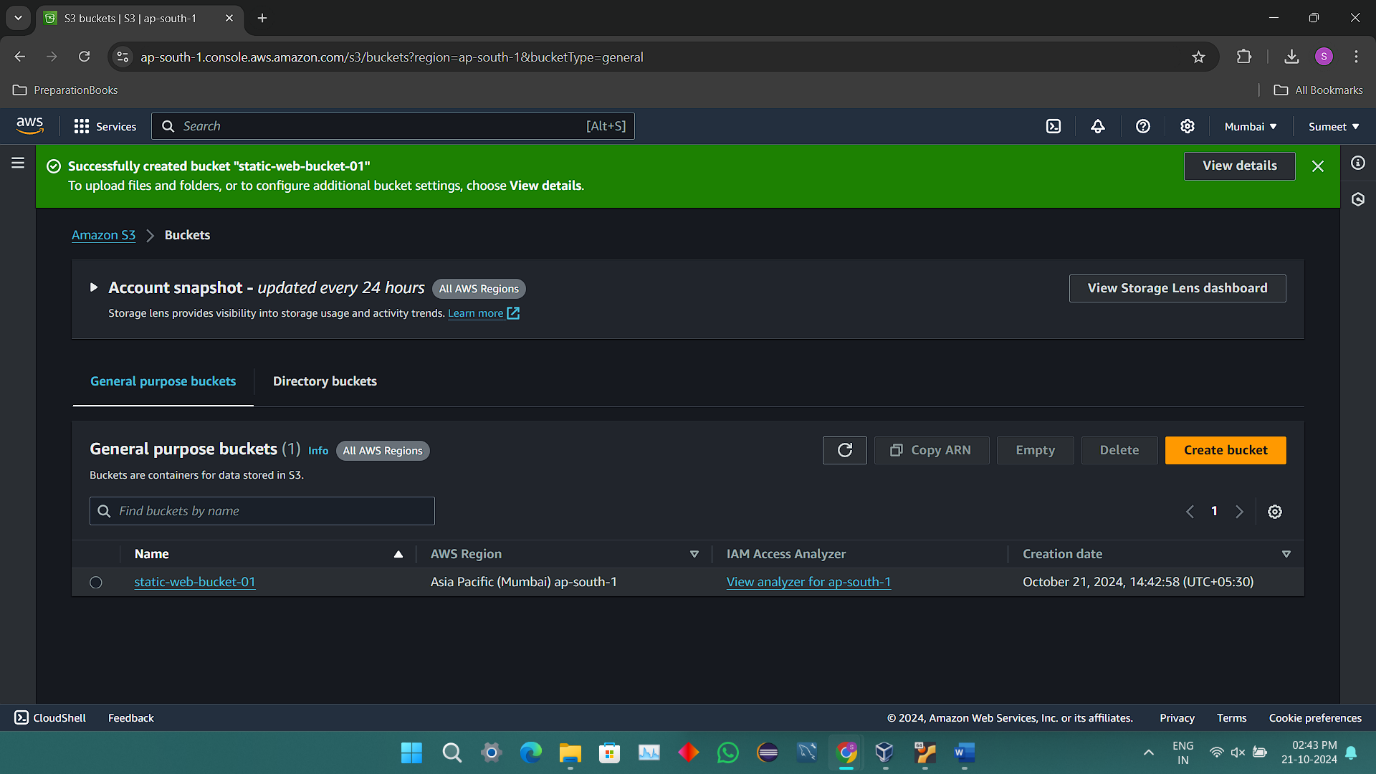 S3 buckets | S3 | ap-south-1
ap-south-1.console.aws.amazon.com/s3/buckets?region=ap-south-1&bucketType=general
S
PreparationBooks
All Bookmarks
aws
Services
Search
[Alt+S]
Mumbai
Sumeet
Successfully created bucket "static-web-bucket-01"
To upload files and folders, or to configure additional bucket settings, choose View details.
View details
Amazon S3
Buckets
Account snapshot - updated every 24 hours
All AWS Regions
Storage lens provides visibility into storage usage and activity trends. Learn more
View Storage Lens dashboard
General purpose buckets
Directory buckets
General purpose buckets (1) Info All AWS Regions
Buckets are containers for data stored in S3.
Copy ARN
Empty
Delete
Create bucket
Find buckets by name
1
Name
AWS Region
IAM Access Analyzer
Creation date
static-web-bucket-01
Asia Pacific (Mumbai) ap-south-1
View analyzer for ap-south-1
October 21, 2024, 14:42:58 (UTC+05:30)
CloudShell
Feedback
© 2024, Amazon Web Services, Inc. or its affiliates.
Privacy
Terms
Cookie preferences
ENG
IN
02:43 PM
21-10-2024